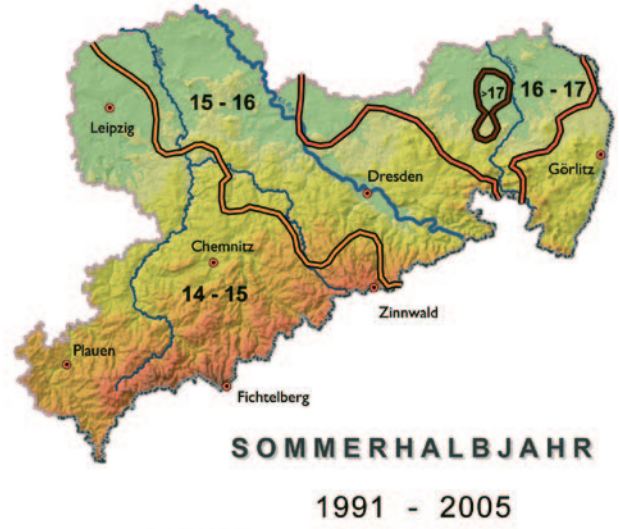 >17
16 - 17
15 - 16
Leipzig
Görlitz
Dresden
Chemnitz
14 - 15
Zinnwald
Plauen
Fichtelberg
SOMMERHALBJAHR
1991 - 2005